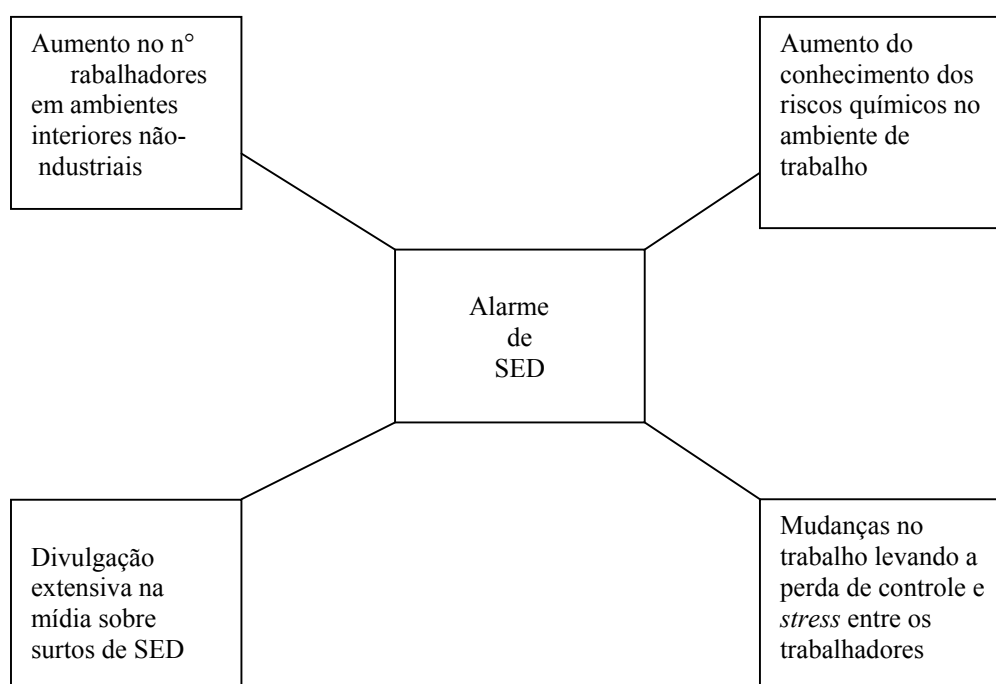 Aumento no n°
rabalhadores
em ambientes
interiores não-
ndustriais
Aumento do
conhecimento dos
riscos químicos no
ambiente de
trabalho
Alarme
de
SED
Divulgação
extensiva na
mídia sobre
surtos de SED
Mudanças no
trabalho levando a
perda de controle e
stress entre os
trabalhadores